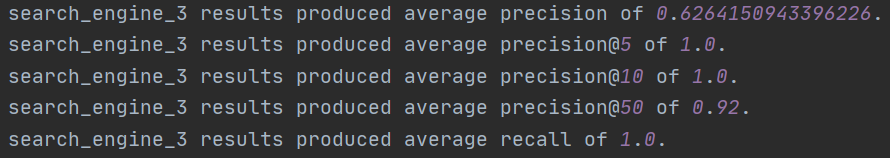 search_engine_3 results produced average precision of 0.6264150943396226.
search_engine_3 results produced average precision@5 of 1.0.
search_engine_3 results produced average precision@10 of 1.0.
search_engine_3 results produced average precision@50 of 0.92.
search_engine_3 results produced average recall of 1.0.